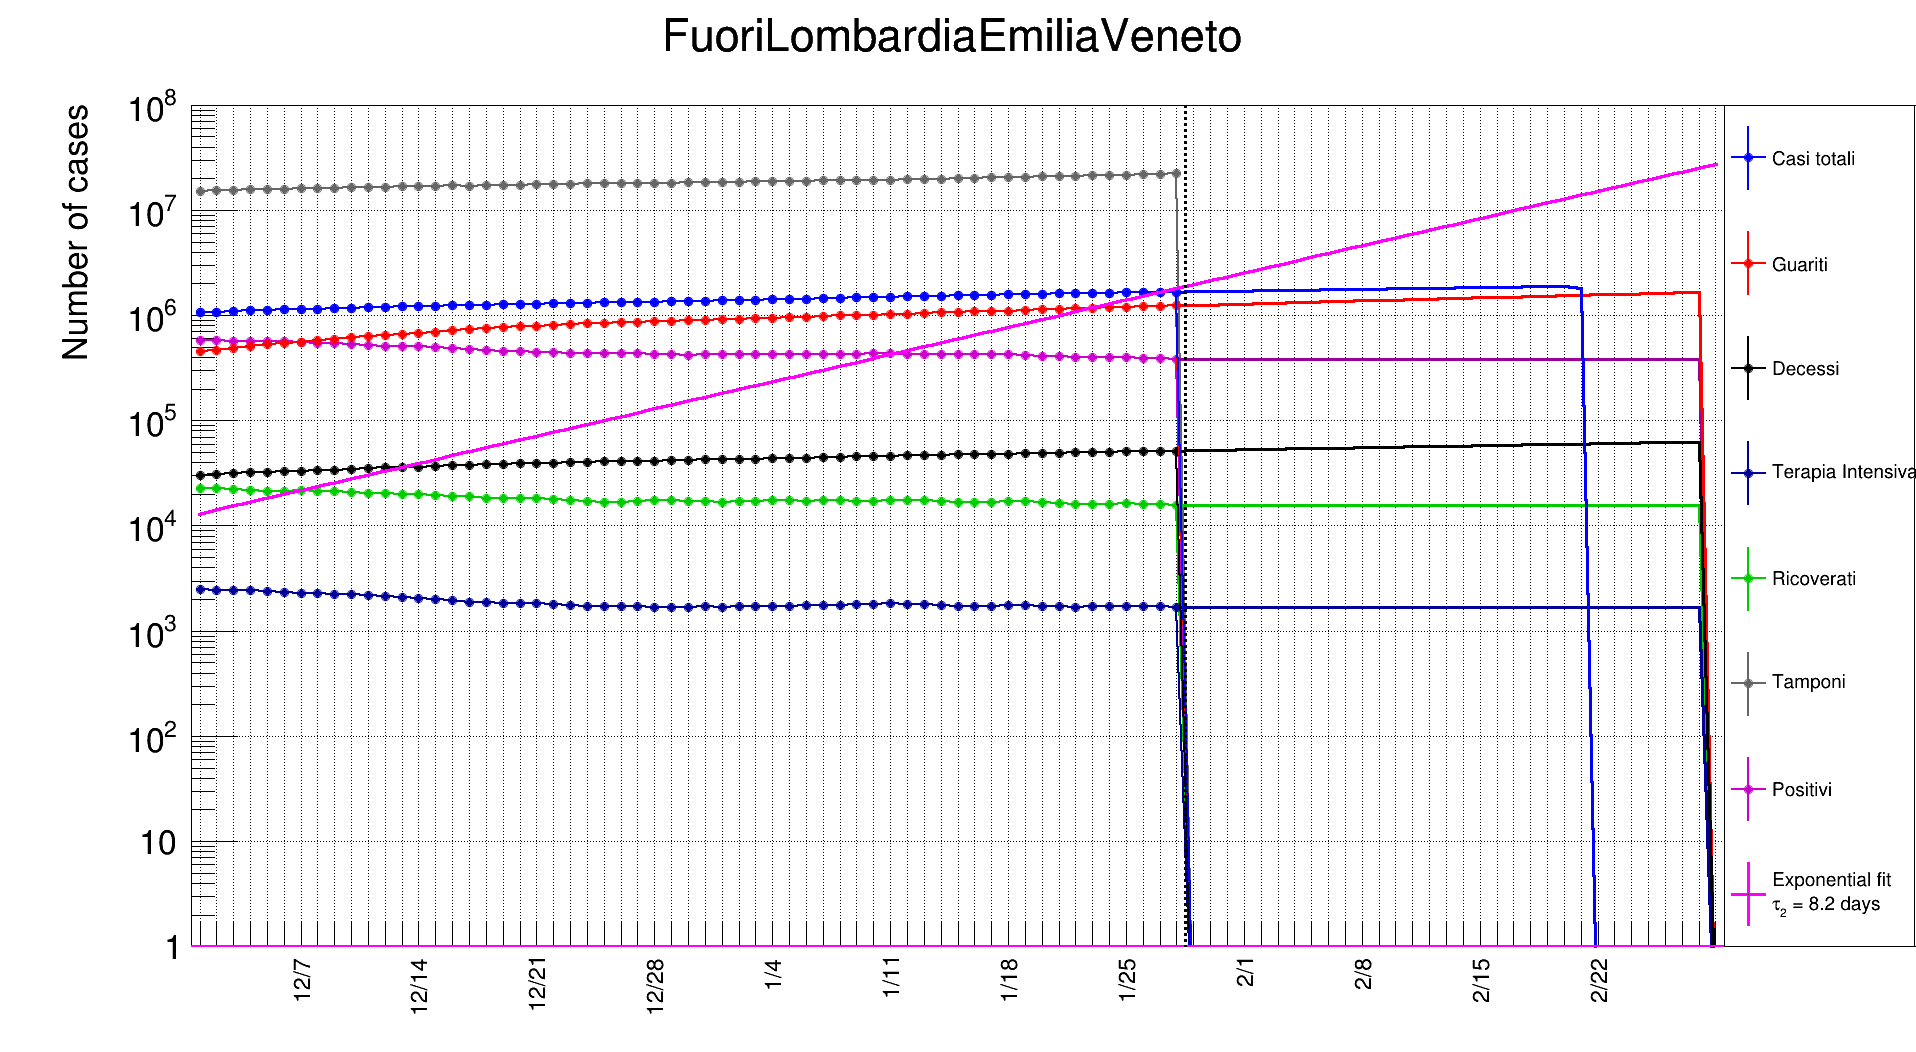 FuoriLombardiaEmiliaVeneto
Number of cases
10^8
10^7
10^6
10^5
10^4
10^3
10^2
10
1
12/7
12/14
12/21
12/28
1/4
1/11
1/18
1/25
2/1
2/8
2/15
2/22
Casi totali
Guariti
Decessi
Terapia Intensiva
Ricoverati
Tamponi
Positivi
Exponential fit
τ_2 = 8.2 days